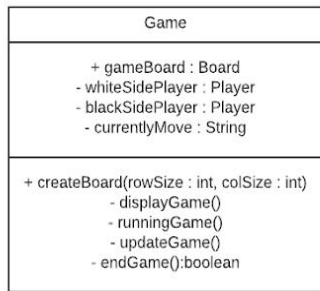 Game
+ gameBoard : Board
- whiteSidePlayer : Player
- blackSidePlayer : Player
- currentlyMove : String
+ createBoard(rowSize : int, colSize : int)
- displayGame()
- runningGame()
- updateGame()
- endGame():boolean